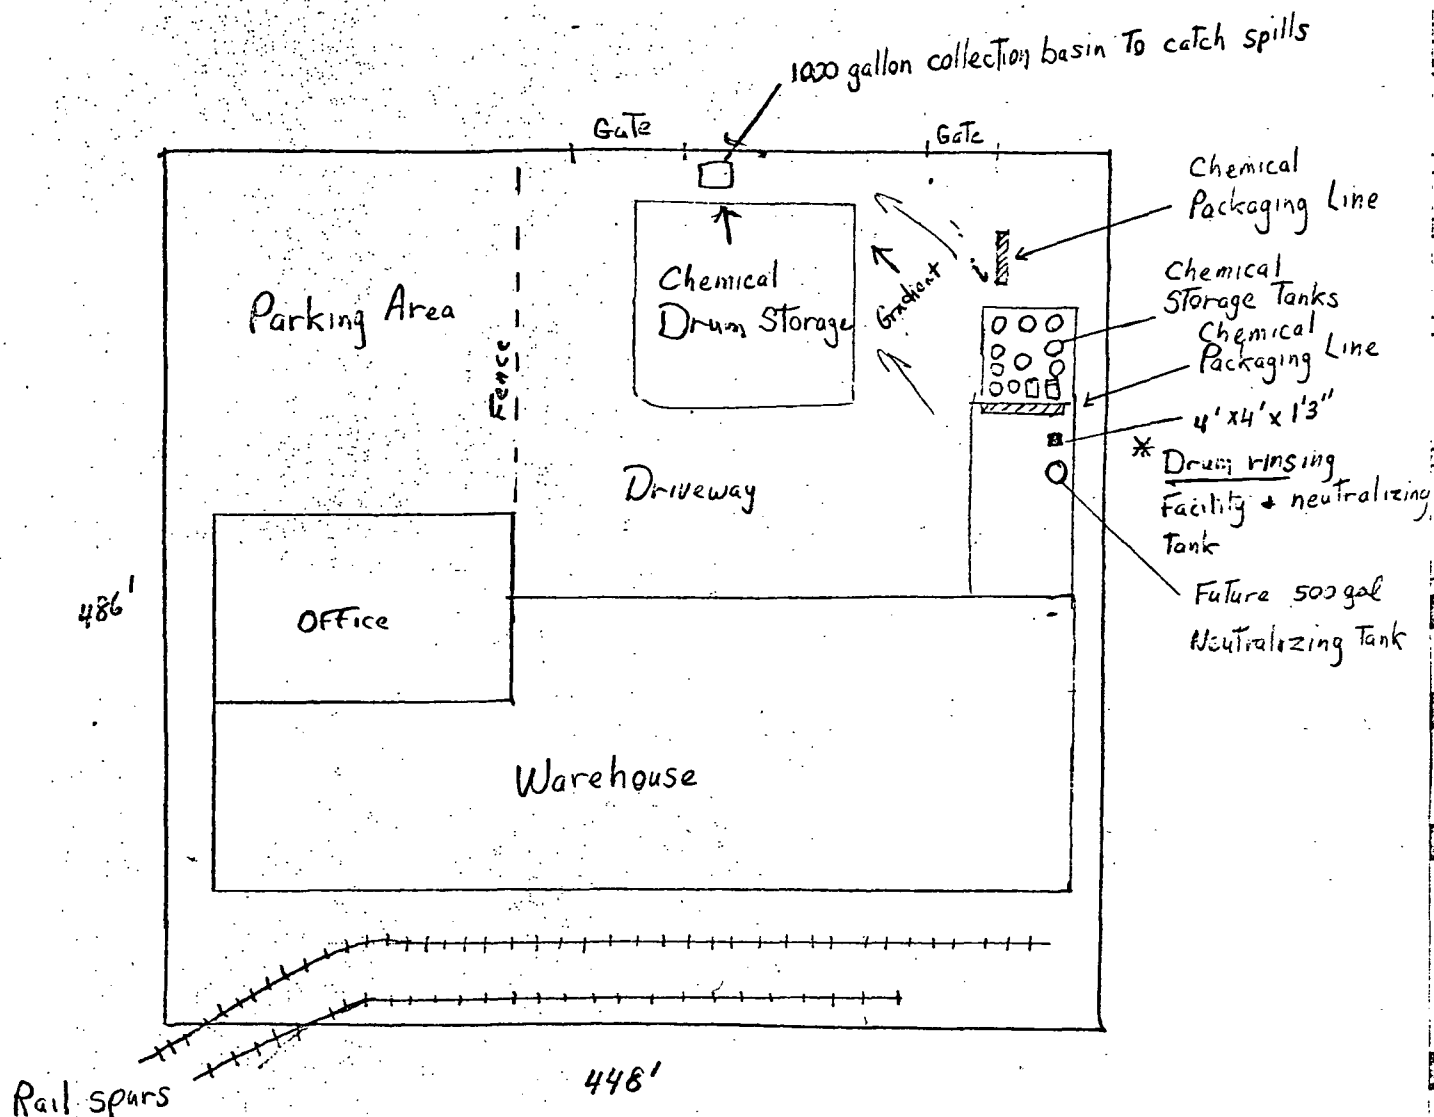 1000 gallon collection basin To catch spills
Gate
Gate
Chemical
Packaging Line
Chemical
Storage Tanks
Chemical
Packaging Line
4' x4' x 1'3"
* Drum rinsing
Facility & neutralizing
Tank
Future 500 gal
Neutralizing Tank
Parking Area
Fence
Chemical
Drum Storage
Gradient
Driveway
486'
Office
Warehouse
448'
Rail spurs